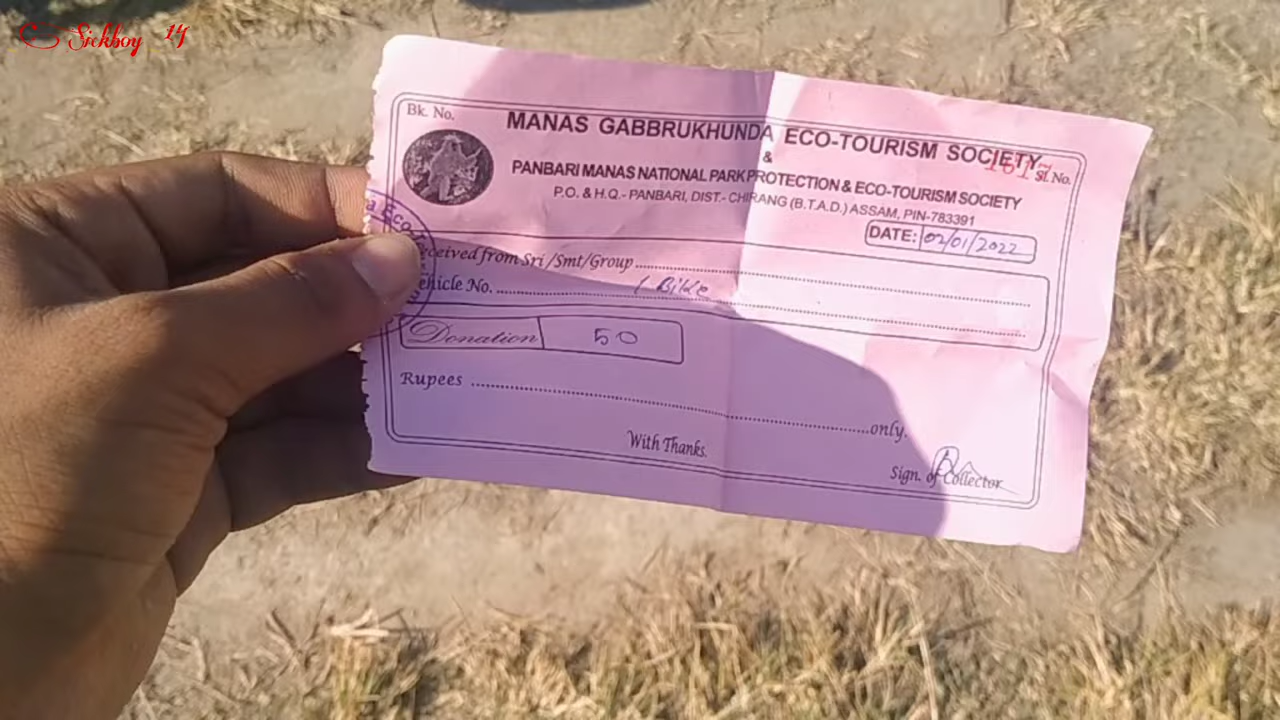 Sickboy 14
Bk. No.
MANAS GABBRUKHUNDA ECO-TOURISM SOCIETY
Sl. No.
&
PANBARI MANAS NATIONAL PARK PROTECTION & ECO-TOURISM SOCIETY
P.O. & H.Q.- PANBARI, DIST.- CHIRANG (B.T.A.D.) ASSAM, PIN-783391
DATE: 02/01/2022
eceived from Sri /Smt/Group
ehicle No. 1 Bike
Donation 50
Rupees only.
With Thanks.
Sign. of Collector